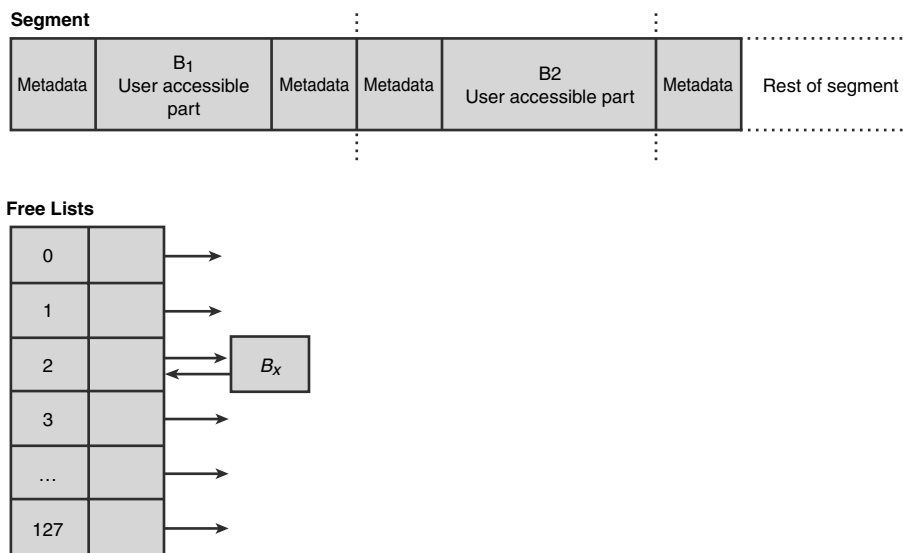 Segment
Metadata
B1
User accessible
part
Metadata
Metadata
B2
User accessible part
Metadata
Rest of segment
Free Lists
0
1
2
Bx
3
...
127